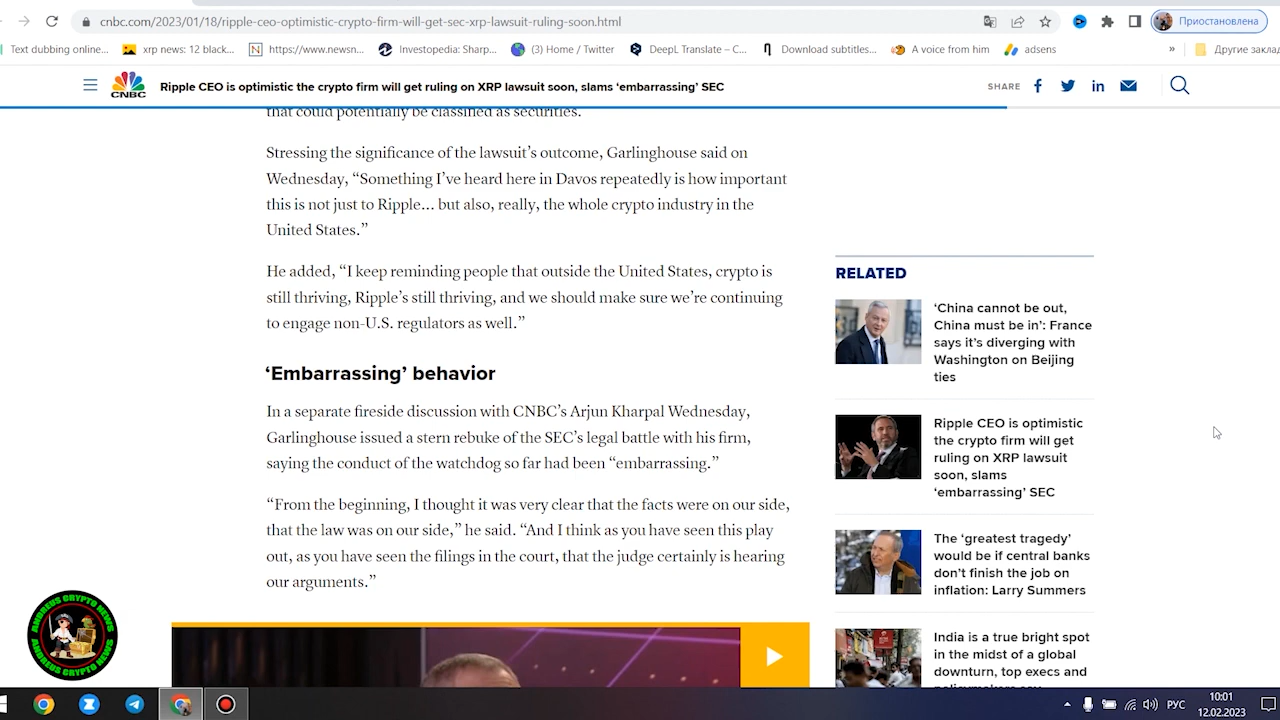 cnbc.com/2023/01/18/ripple-ceo-optimistic-crypto-firm-will-get-sec-xrp-lawsuit-ruling-soon.html
Приостановлена
Text dubbing online...
xrp news: 12 black...
https://www.newsn...
Investopedia: Sharp...
(3) Home / Twitter
DeepL Translate – C...
Download subtitles...
A voice from him
adsens
»
Другие закла
CNBC
Ripple CEO is optimistic the crypto firm will get ruling on XRP lawsuit soon, slams ‘embarrassing’ SEC
SHARE
that could potentially be classified as securities.
Stressing the significance of the lawsuit’s outcome, Garlinghouse said on
Wednesday, “Something I’ve heard here in Davos repeatedly is how important
this is not just to Ripple… but also, really, the whole crypto industry in the
United States.”
He added, “I keep reminding people that outside the United States, crypto is
still thriving, Ripple’s still thriving, and we should make sure we’re continuing
to engage non-U.S. regulators as well.”
‘Embarrassing’ behavior
In a separate fireside discussion with CNBC’s Arjun Kharpal Wednesday,
Garlinghouse issued a stern rebuke of the SEC’s legal battle with his firm,
saying the conduct of the watchdog so far had been “embarrassing.”
“From the beginning, I thought it was very clear that the facts were on our side,
that the law was on our side,” he said. “And I think as you have seen this play
out, as you have seen the filings in the court, that the judge certainly is hearing
our arguments.”
RELATED
‘China cannot be out,
China must be in’: France
says it’s diverging with
Washington on Beijing
ties
Ripple CEO is optimistic
the crypto firm will get
ruling on XRP lawsuit
soon, slams
‘embarrassing’ SEC
The ‘greatest tragedy’
would be if central banks
don’t finish the job on
inflation: Larry Summers
India is a true bright spot
in the midst of a global
downturn, top execs and
policymakers say
ANDREUS CRYPTO NEWS
ANDREUS CRYPTO NEWS
РУС
10:01
12.02.2023